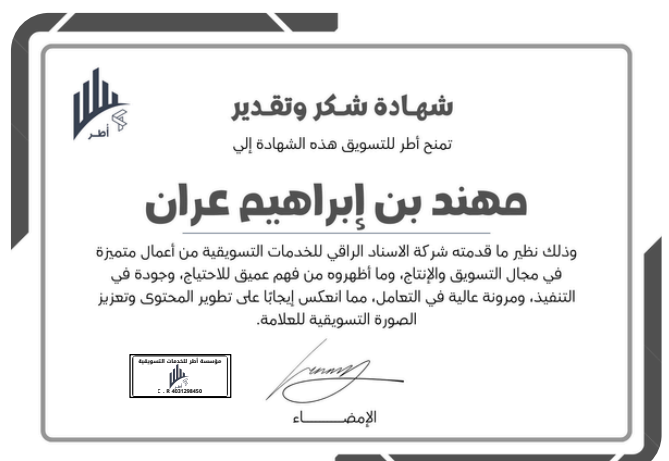 أطر
شهادة شكر وتقدير
تمنح أطر للتسويق هذه الشهادة إلي
مهند بن إبراهيم عران
وذلك نظير ما قدمته شركة الاسناد الراقي للخدمات التسويقية من أعمال متميزة
في مجال التسويق والإنتاج، وما أظهروه من فهم عميق للاحتياج، وجودة في
التنفيذ، ومرونة عالية في التعامل، مما انعكس إيجابًا على تطوير المحتوى وتعزيز
الصورة التسويقية للعلامة.
مؤسسة أطر للخدمات التسويقية
أطر
C . R 4031298450
الإمضـــــــاء